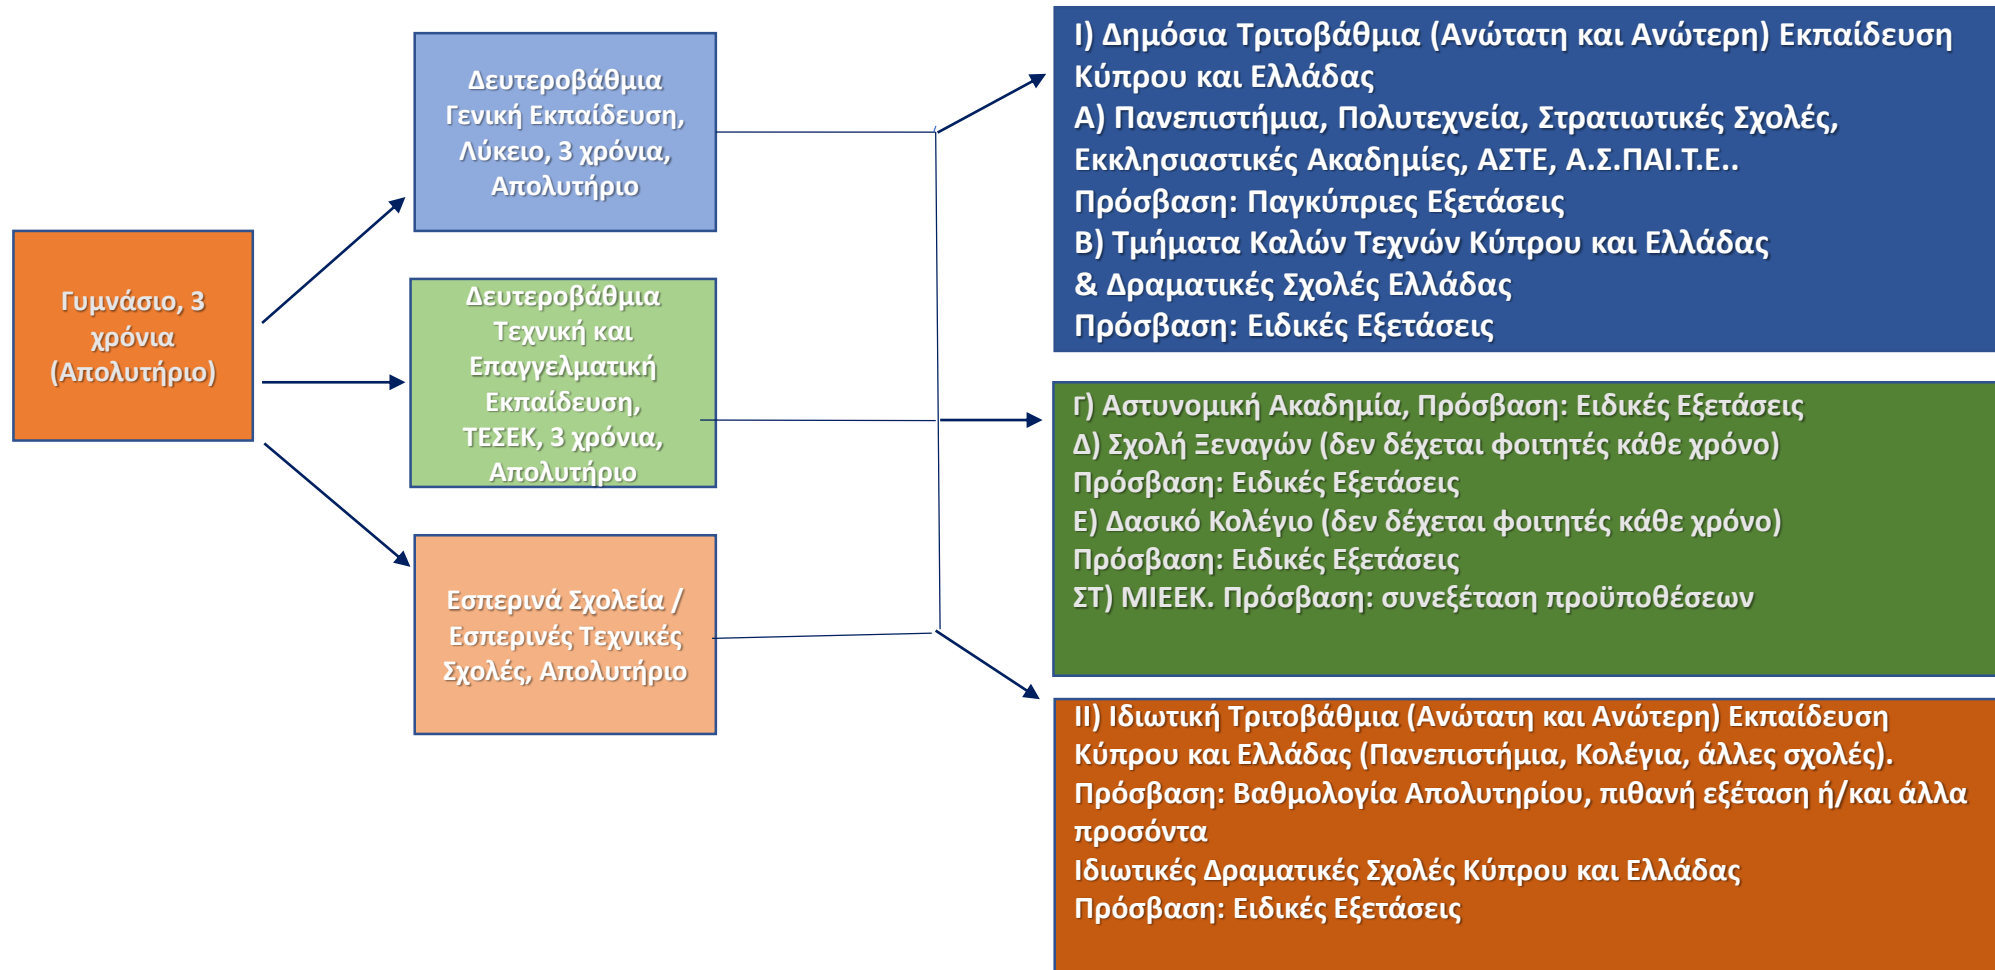 Γυμνάσιο, 3
χρόνια
(Απολυτήριο)
Δευτεροβάθμια
Γενική Εκπαίδευση,
Λύκειο, 3 χρόνια,
Απολυτήριο
Δευτεροβάθμια
Τεχνική και
Επαγγελματική
Εκπαίδευση,
ΤΕΣΕΚ, 3 χρόνια,
Απολυτήριο
Εσπερινά Σχολεία /
Εσπερινές Τεχνικές
Σχολές, Απολυτήριο
Ι) Δημόσια Τριτοβάθμια (Ανώτατη και Ανώτερη) Εκπαίδευση
Κύπρου και Ελλάδας
Α) Πανεπιστήμια, Πολυτεχνεία, Στρατιωτικές Σχολές,
Εκκλησιαστικές Ακαδημίες, ΑΣΤΕ, Α.Σ.ΠΑΙ.Τ.Ε..
Πρόσβαση: Παγκύπριες Εξετάσεις
Β) Τμήματα Καλών Τεχνών Κύπρου και Ελλάδας
& Δραματικές Σχολές Ελλάδας
Πρόσβαση: Ειδικές Εξετάσεις
Γ) Αστυνομική Ακαδημία, Πρόσβαση: Ειδικές Εξετάσεις
Δ) Σχολή Ξεναγών (δεν δέχεται φοιτητές κάθε χρόνο)
Πρόσβαση: Ειδικές Εξετάσεις
Ε) Δασικό Κολέγιο (δεν δέχεται φοιτητές κάθε χρόνο)
Πρόσβαση: Ειδικές Εξετάσεις
ΣΤ) ΜΙΕΕΚ. Πρόσβαση: συνεξέταση προϋποθέσεων
ΙΙ) Ιδιωτική Τριτοβάθμια (Ανώτατη και Ανώτερη) Εκπαίδευση
Κύπρου και Ελλάδας (Πανεπιστήμια, Κολέγια, άλλες σχολές).
Πρόσβαση: Βαθμολογία Απολυτηρίου, πιθανή εξέταση ή/και άλλα
προσόντα
Ιδιωτικές Δραματικές Σχολές Κύπρου και Ελλάδας
Πρόσβαση: Ειδικές Εξετάσεις